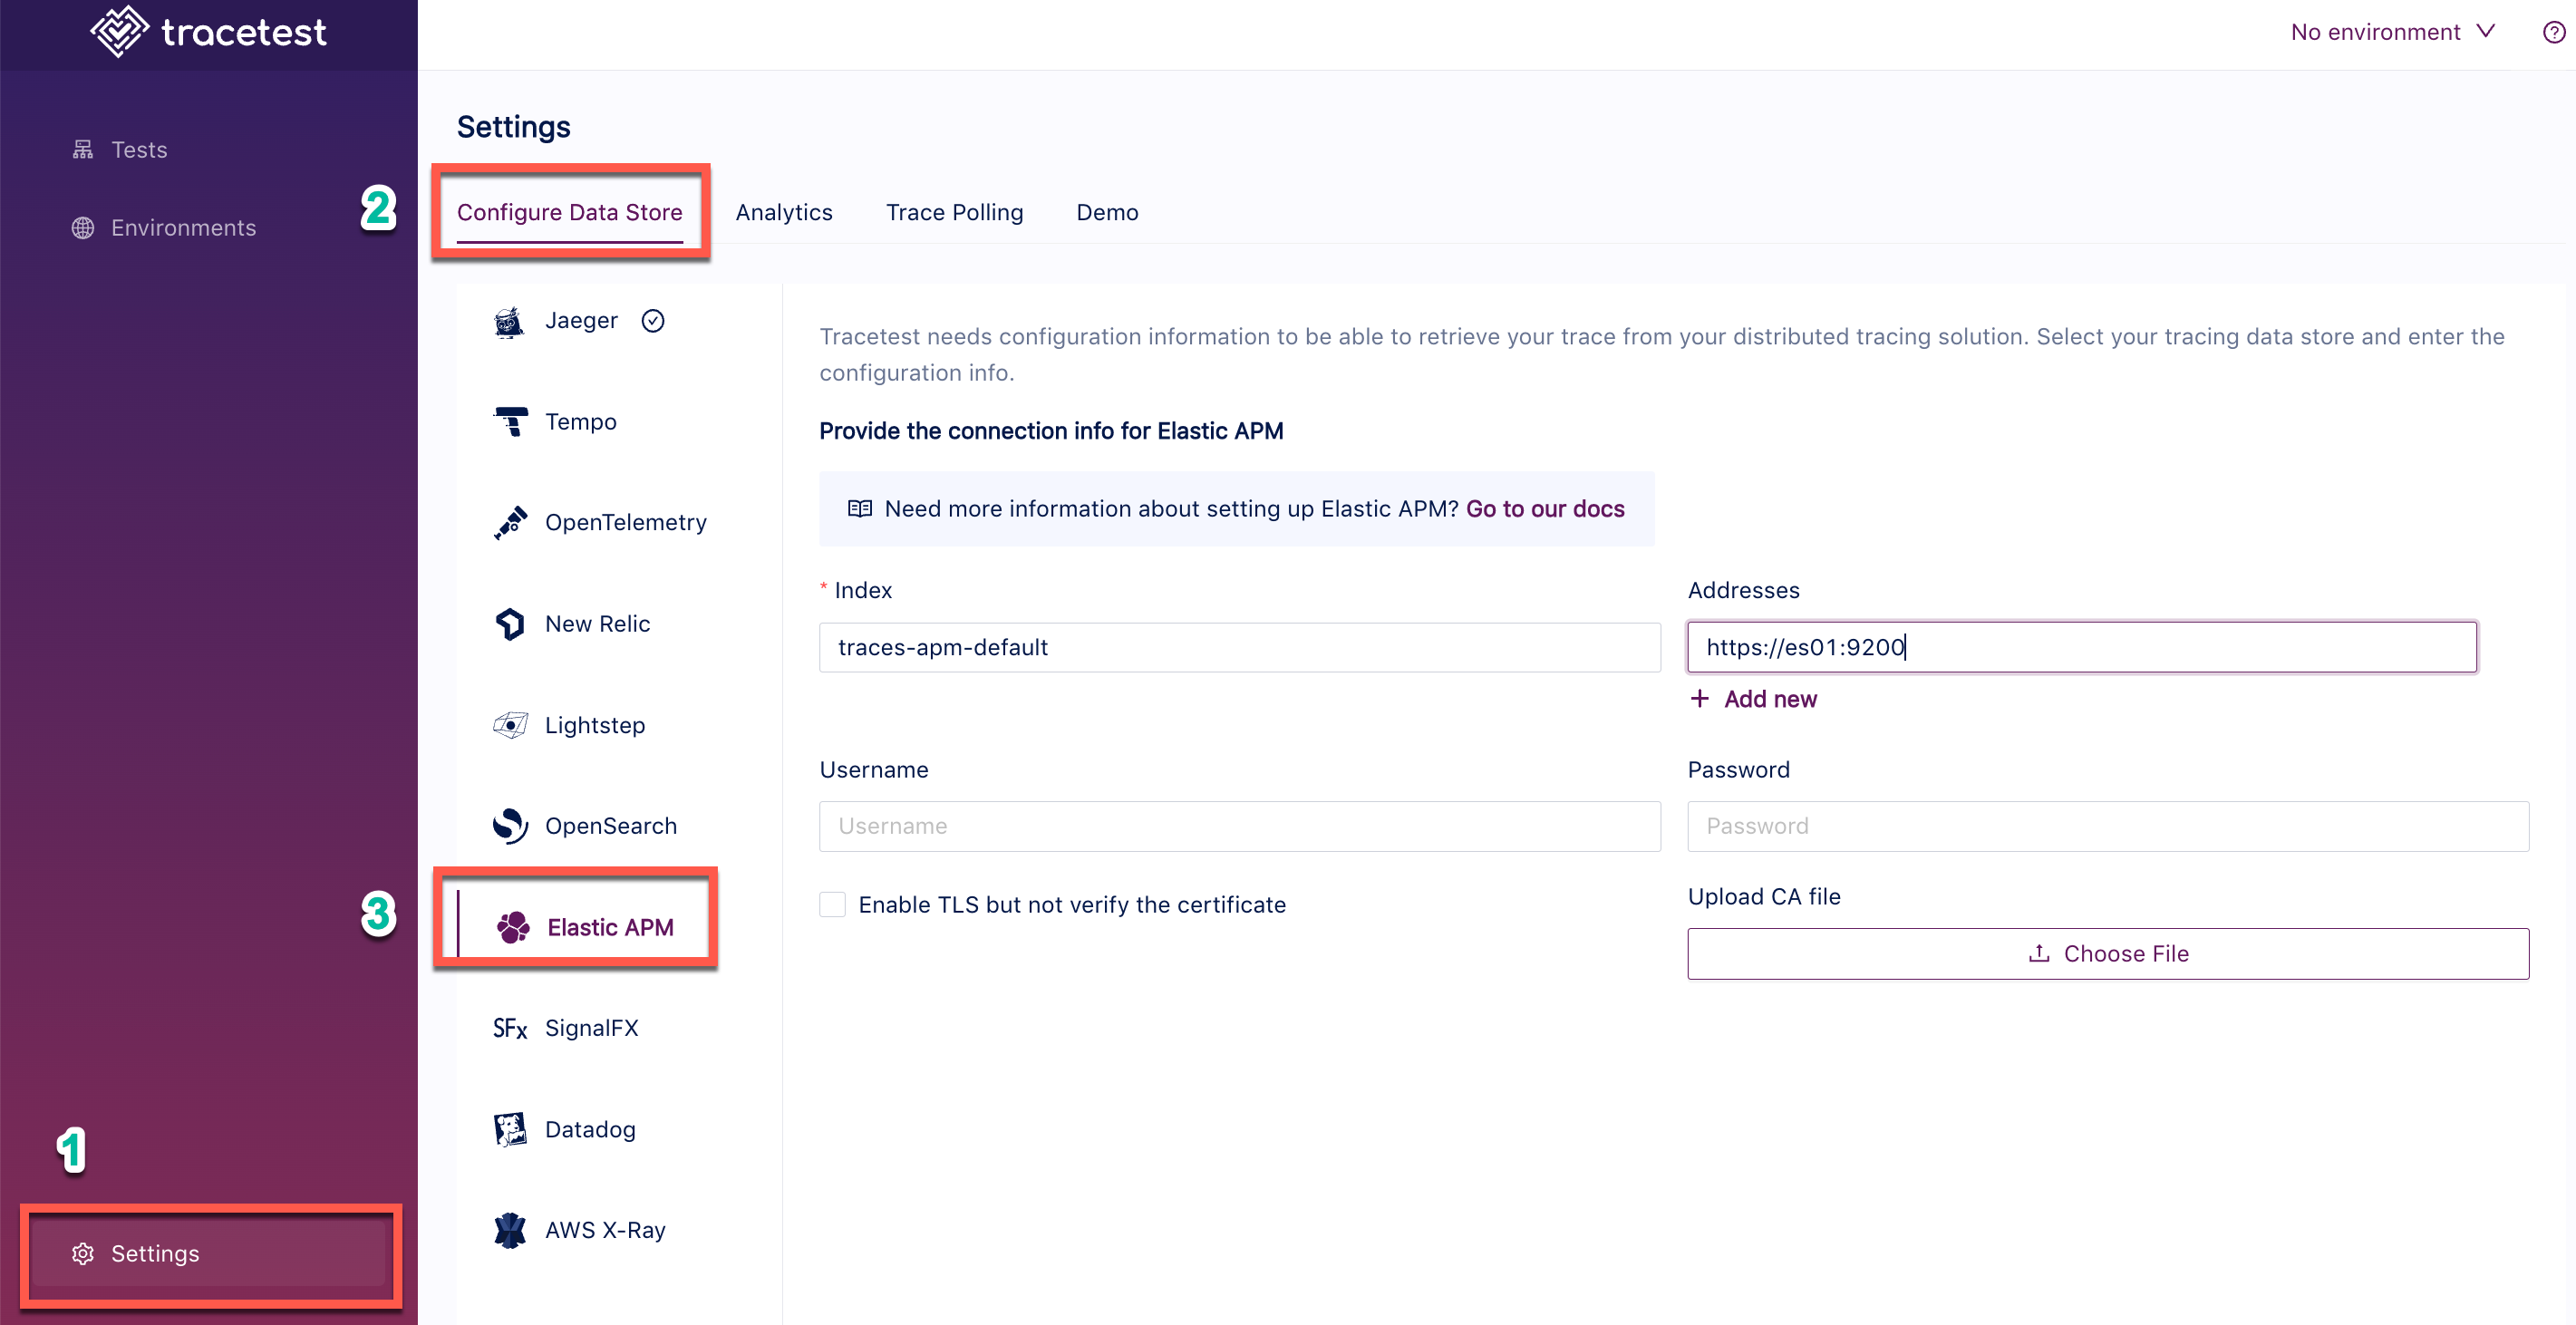 tracetest
No environment
Tests
Environments
Settings
2
Configure Data Store
Analytics
Trace Polling
Demo
Jaeger
Tempo
OpenTelemetry
New Relic
Lightstep
OpenSearch
3
Elastic APM
SFx SignalFX
Datadog
AWS X-Ray
1
Settings
Tracetest needs configuration information to be able to retrieve your trace from your distributed tracing solution. Select your tracing data store and enter the
configuration info.
Provide the connection info for Elastic APM
Need more information about setting up Elastic APM? Go to our docs
* Index
traces-apm-default
Addresses
https://es01:9200
+ Add new
Username
Username
Password
Password
Enable TLS but not verify the certificate
Upload CA file
Choose File